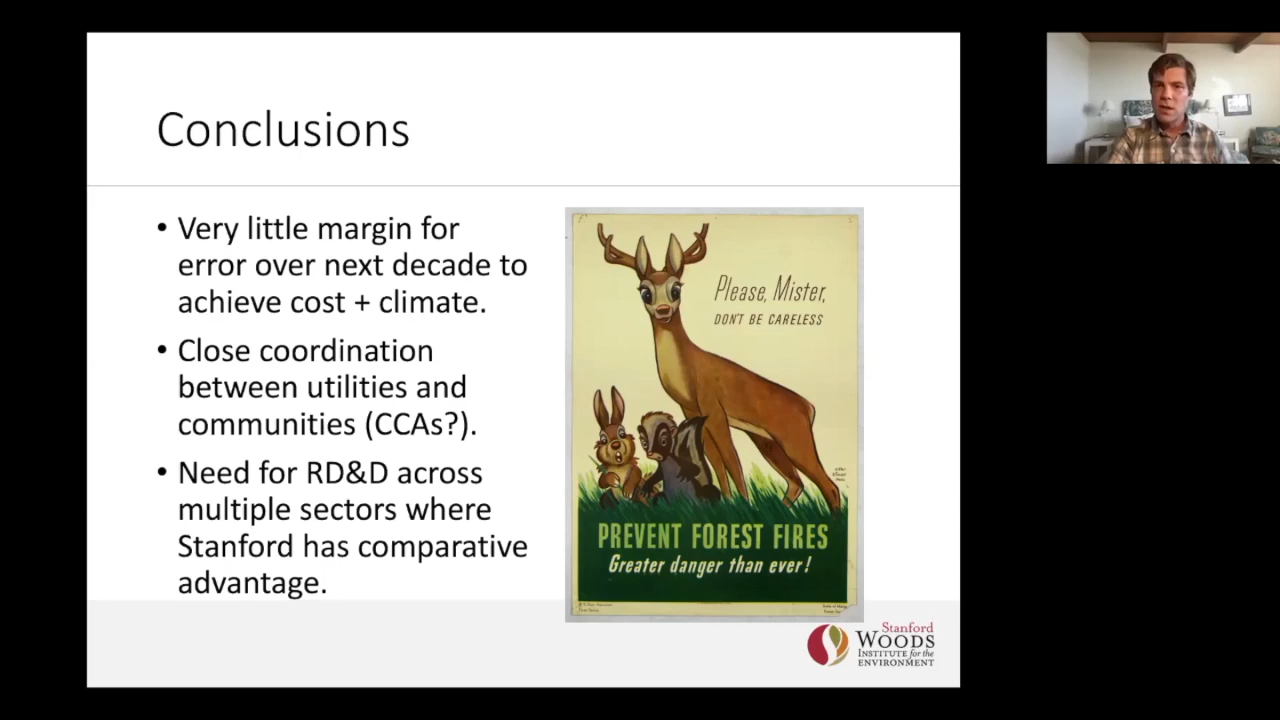 Conclusions
• Very little margin for
error over next decade to
achieve cost + climate.
• Close coordination
between utilities and
communities (CCAs?).
• Need for RD&D across
multiple sectors where
Stanford has comparative
advantage.
Please, Mister,
DON'T BE CARELESS
PREVENT FOREST FIRES
Greater danger than ever!
Stanford
WOODS
INSTITUTE for the
ENVIRONMENT